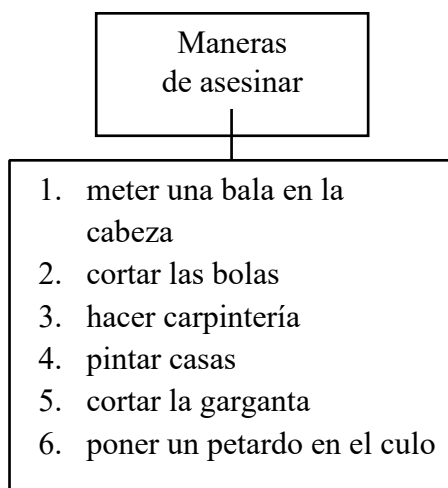 Maneras
de asesinar
1. meter una bala en la
cabeza
2. cortar las bolas
3. hacer carpintería
4. pintar casas
5. cortar la garganta
6. poner un petardo en el culo